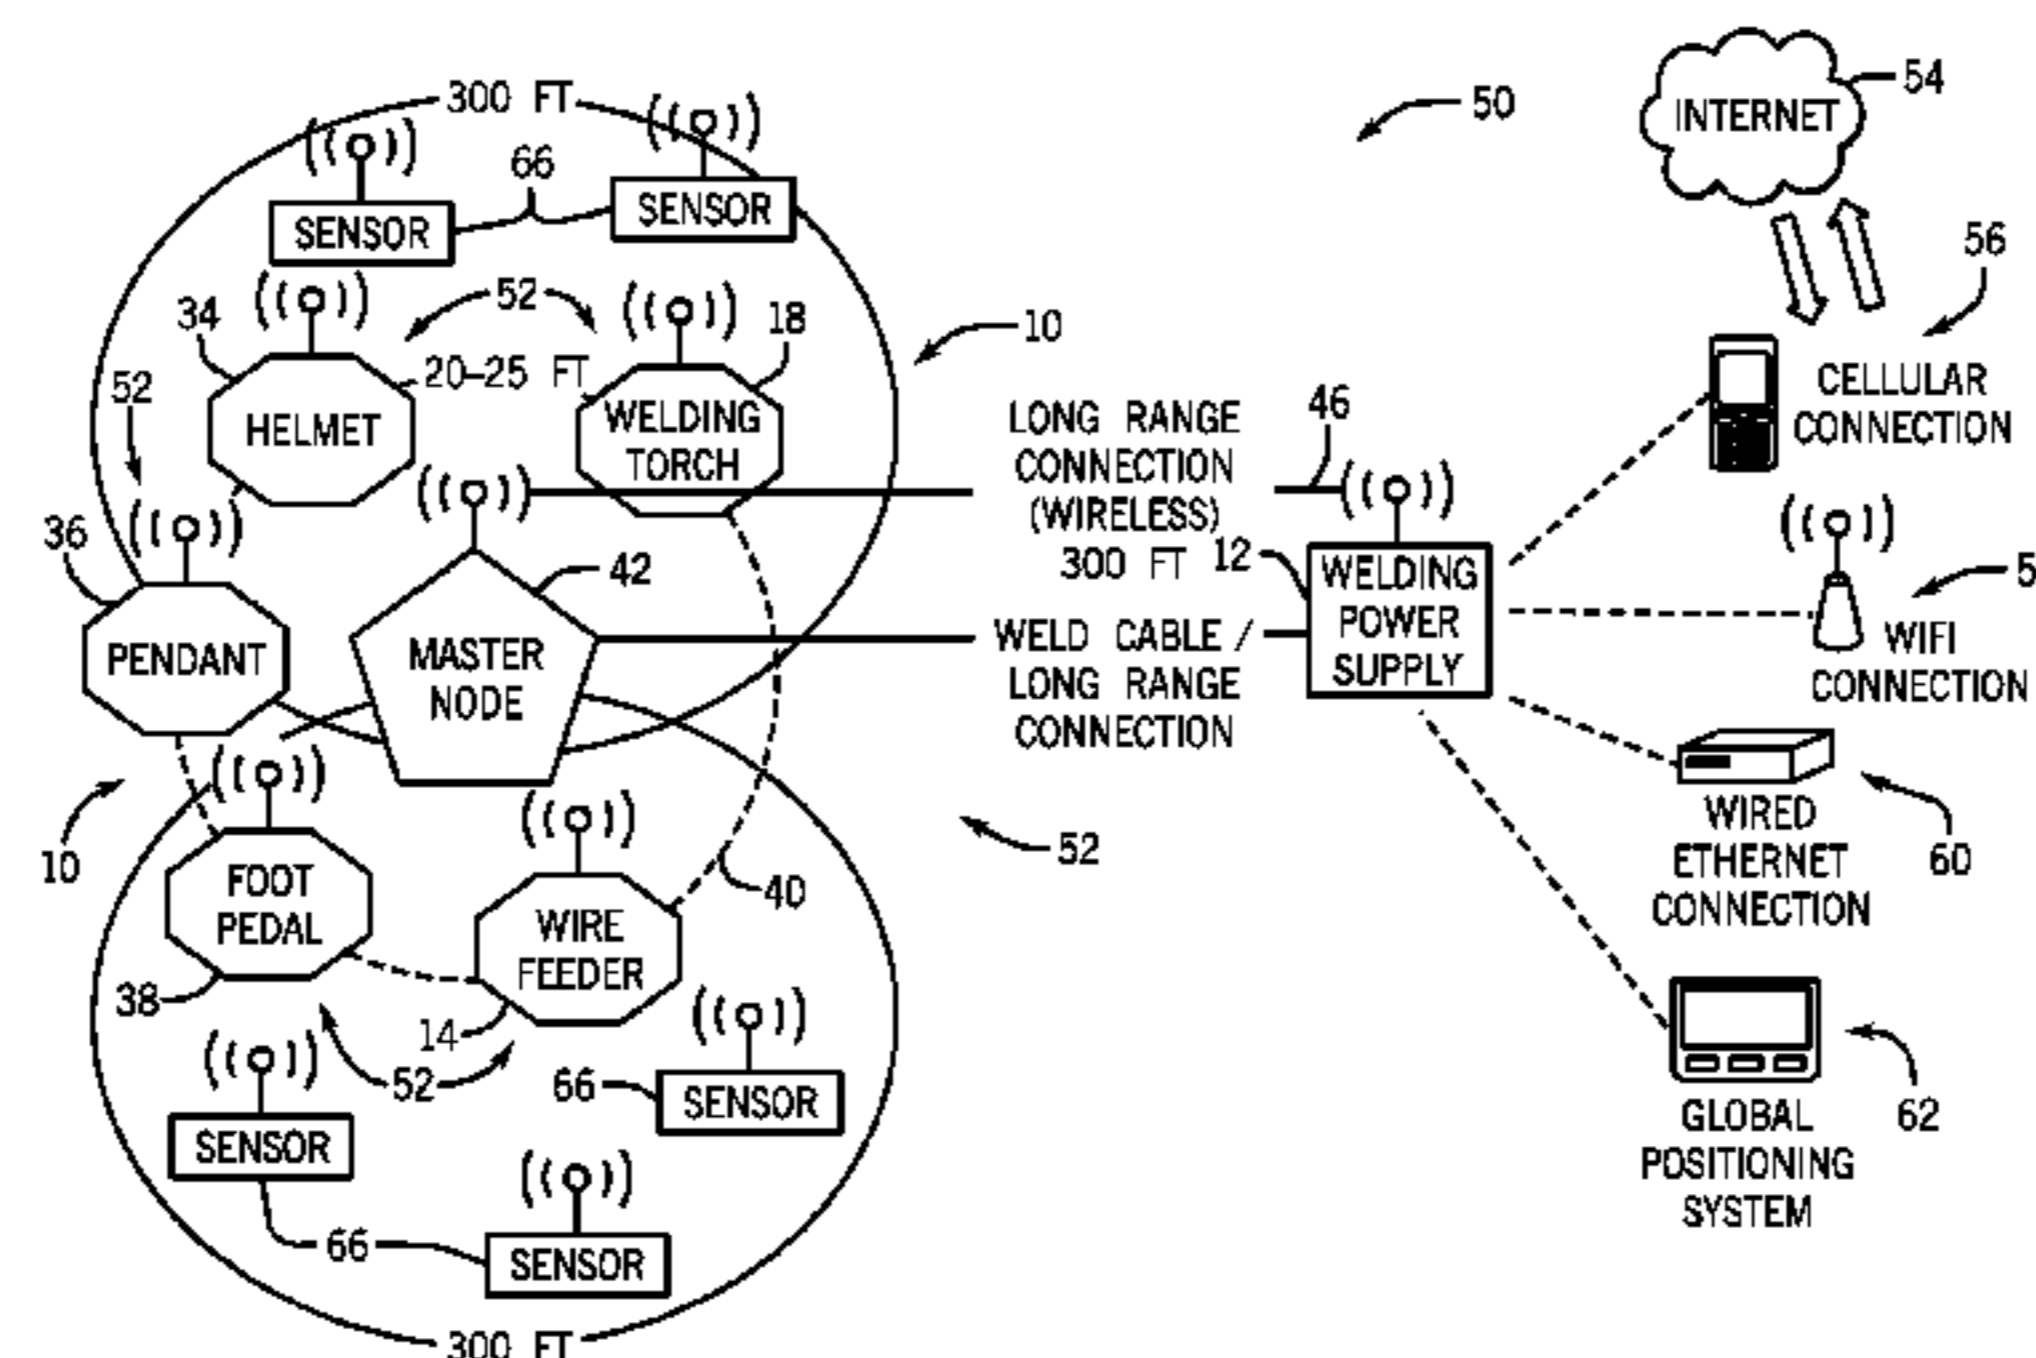 300 FT
50
54
INTERNET
66
SENSOR
SENSOR
56
52
34
18
10
20-25 FT
52
HELMET
WELDING
TORCH
CELLULAR
CONNECTION
46
LONG RANGE
CONNECTION
(WIRELESS)
300 FT
36
42
12
WELDING
POWER
SUPPLY
PENDANT
MASTER
NODE
WELD CABLE /
LONG RANGE
CONNECTION
WIFI
CONNECTION
10
52
WIRED
ETHERNET
CONNECTION
60
FOOT
PEDAL
40
WIRE
FEEDER
38
14
52
66
SENSOR
SENSOR
GLOBAL
POSITIONING
SYSTEM
62
66
SENSOR
300 FT